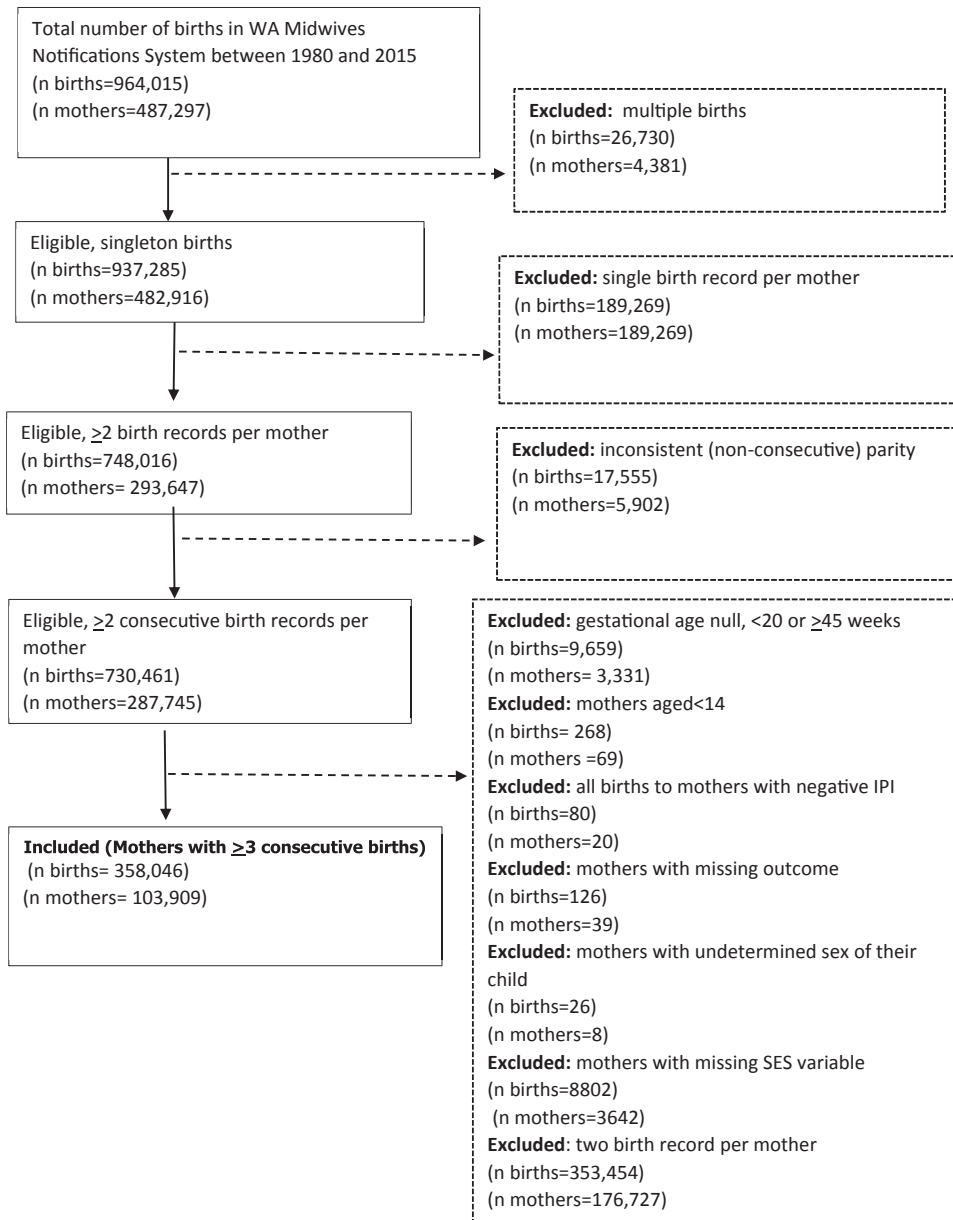 Total number of births in WA Midwives
Notifications System between 1980 and 2015
(n births=964,015)
(n mothers=487,297)
Excluded: multiple births
(n births=26,730)
(n mothers=4,381)
Eligible, singleton births
(n births=937,285)
(n mothers=482,916)
Excluded: single birth record per mother
(n births=189,269)
(n mothers=189,269)
Eligible, ≥2 birth records per mother
(n births=748,016)
(n mothers= 293,647)
Excluded: inconsistent (non-consecutive) parity
(n births=17,555)
(n mothers=5,902)
Eligible, ≥2 consecutive birth records per
mother
(n births=730,461)
(n mothers=287,745)
Excluded: gestational age null, <20 or ≥45 weeks
(n births=9,659)
(n mothers= 3,331)
Excluded: mothers aged<14
(n births= 268)
(n mothers =69)
Excluded: all births to mothers with negative IPI
(n births=80)
(n mothers=20)
Excluded: mothers with missing outcome
(n births=126)
(n mothers=39)
Excluded: mothers with undetermined sex of their
child
(n births=26)
(n mothers=8)
Excluded: mothers with missing SES variable
(n births=8802)
(n mothers=3642)
Excluded: two birth record per mother
(n births=353,454)
(n mothers=176,727)
Included (Mothers with ≥3 consecutive births)
(n births= 358,046)
(n mothers= 103,909)